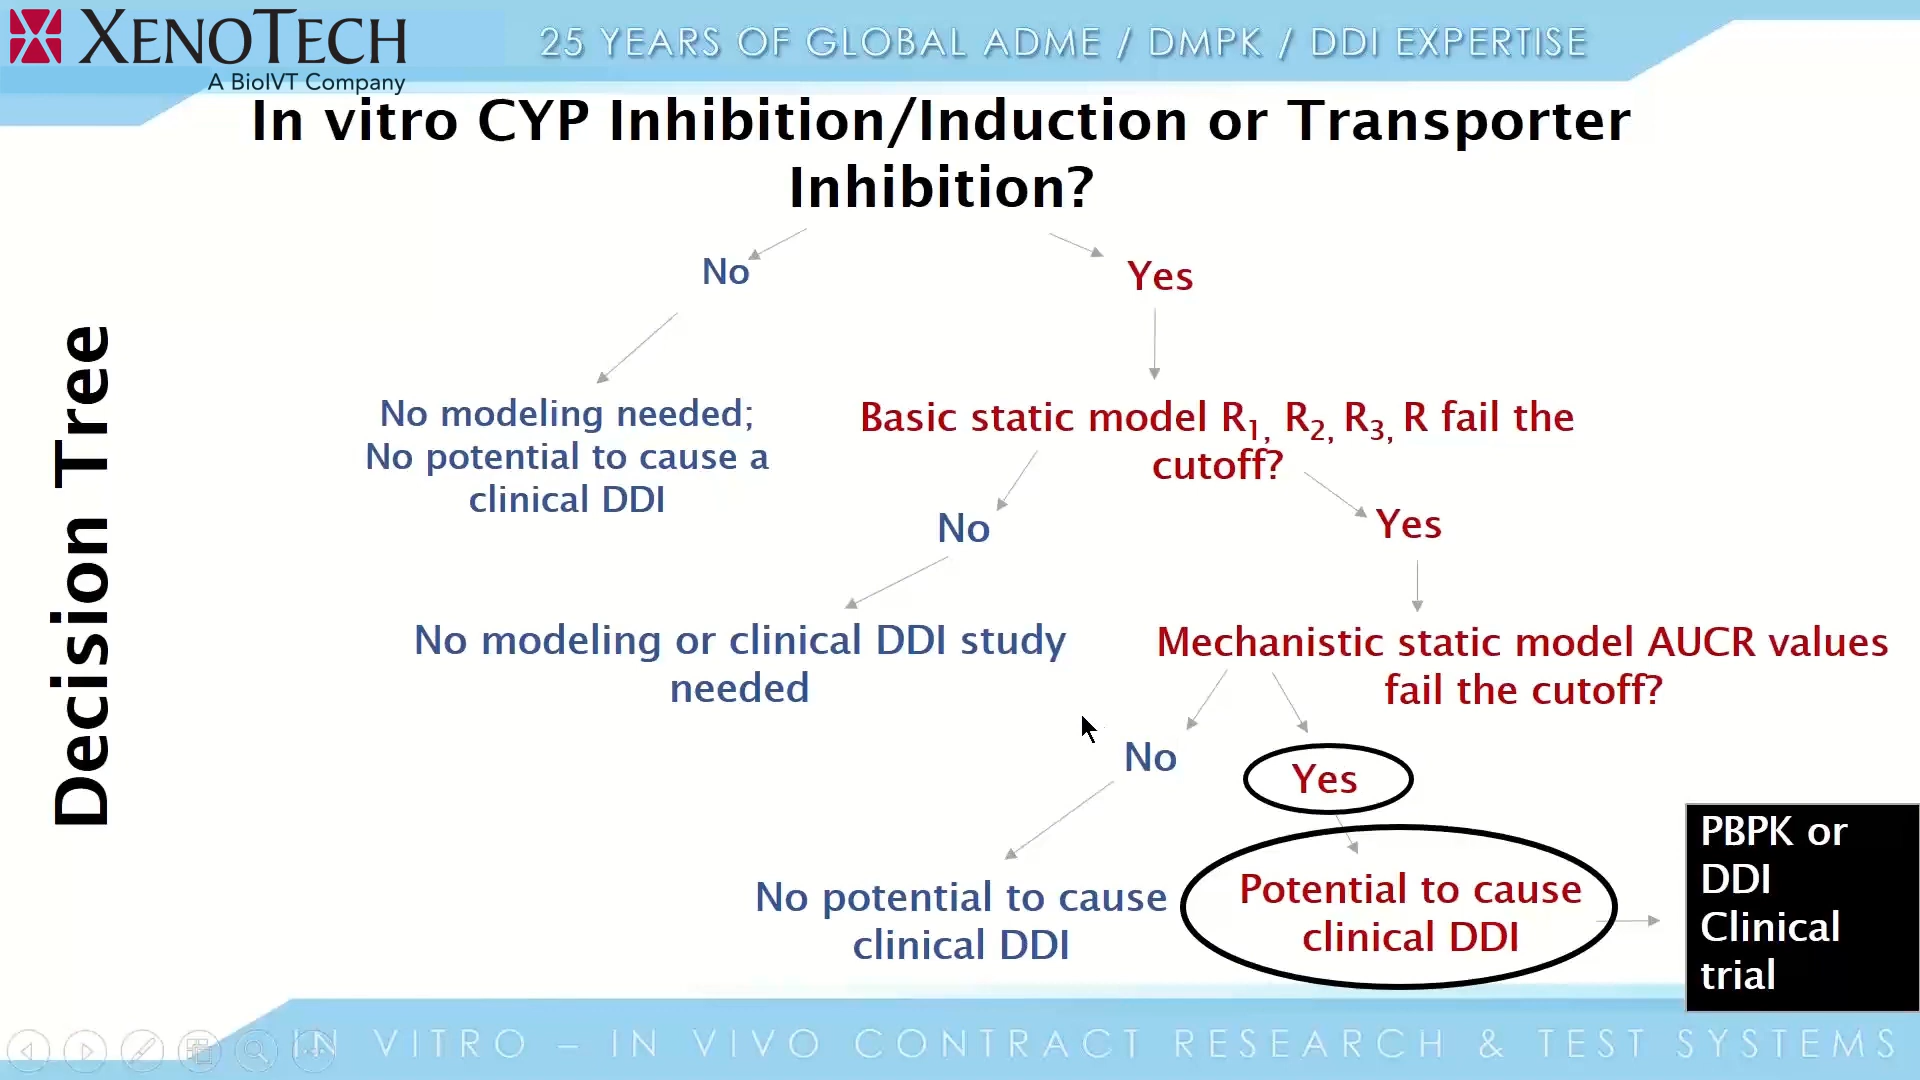 XENOTECH
A BioIVT Company
25 YEARS OF GLOBAL ADME / DMPK / DDI EXPERTISE
In vitro CYP Inhibition/Induction or Transporter
Inhibition?
Decision Tree
No
Yes
No modeling needed;
No potential to cause a
clinical DDI
Basic static model R1, R2, R3, R fail the
cutoff?
No
Yes
No modeling or clinical DDI study
needed
Mechanistic static model AUCR values
fail the cutoff?
No
Yes
No potential to cause
clinical DDI
Potential to cause
clinical DDI
PBPK or
DDI
Clinical
trial
IN VITRO – IN VIVO CONTRACT RESEARCH & TEST SYSTEMS